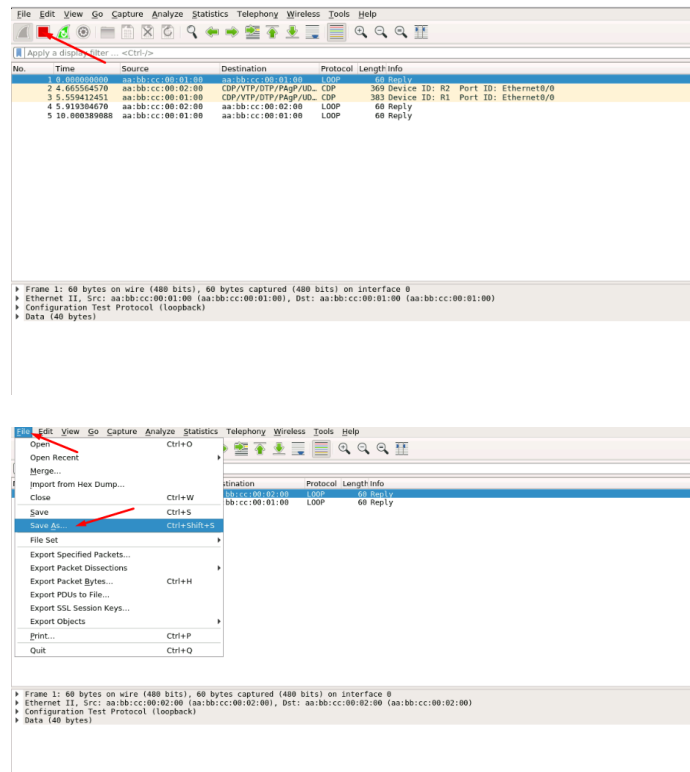 File Edit View Go Capture Analyze Statistics Telephony Wireless Tools Help
Apply a display filter ... <Ctrl-/>
No. Time Source Destination Protocol Length Info
1 0.000000000 aa:bb:cc:00:01:00 aa:bb:cc:00:01:00 LOOP 60 Reply
2 4.665564570 aa:bb:cc:00:02:00 CDP/VTP/DTP/PAgP/UD… CDP 369 Device ID: R2 Port ID: Ethernet0/0
3 5.559412451 aa:bb:cc:00:01:00 CDP/VTP/DTP/PAgP/UD… CDP 383 Device ID: R1 Port ID: Ethernet0/0
4 5.919304670 aa:bb:cc:00:02:00 aa:bb:cc:00:02:00 LOOP 60 Reply
5 10.000389088 aa:bb:cc:00:01:00 aa:bb:cc:00:01:00 LOOP 60 Reply
Frame 1: 60 bytes on wire (480 bits), 60 bytes captured (480 bits) on interface 0
Ethernet II, Src: aa:bb:cc:00:01:00 (aa:bb:cc:00:01:00), Dst: aa:bb:cc:00:01:00 (aa:bb:cc:00:01:00)
Configuration Test Protocol (loopback)
Data (40 bytes)
File Edit View Go Capture Analyze Statistics Telephony Wireless Tools Help
Open Ctrl+O
Open Recent
Merge...
Import from Hex Dump...
Close Ctrl+W
stination Protocol Length Info
bb:cc:00:02:00 LOOP 60 Reply
bb:cc:00:01:00 LOOP 60 Reply
Save Ctrl+S
Save As... Ctrl+Shift+S
File Set
Export Specified Packets...
Export Packet Dissections
Export Packet Bytes... Ctrl+H
Export PDUs to File...
Export SSL Session Keys...
Export Objects
Print... Ctrl+P
Quit Ctrl+Q
Frame 1: 60 bytes on wire (480 bits), 60 bytes captured (480 bits) on interface 0
Ethernet II, Src: aa:bb:cc:00:02:00 (aa:bb:cc:00:02:00), Dst: aa:bb:cc:00:02:00 (aa:bb:cc:00:02:00)
Configuration Test Protocol (loopback)
Data (40 bytes)